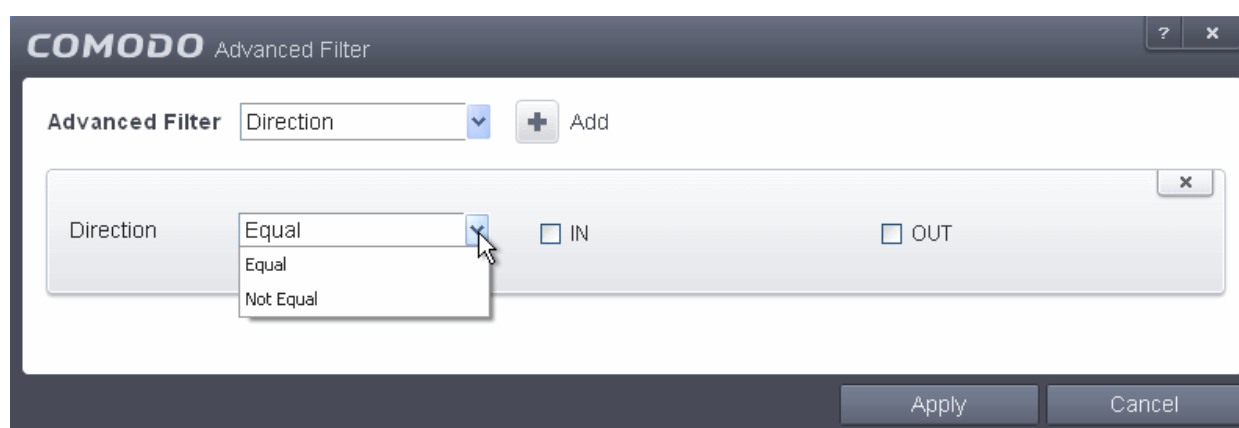 COMODO Advanced Filter ? x
Advanced Filter Direction + Add
x
Direction Equal IN OUT
Equal
Not Equal
Apply Cancel